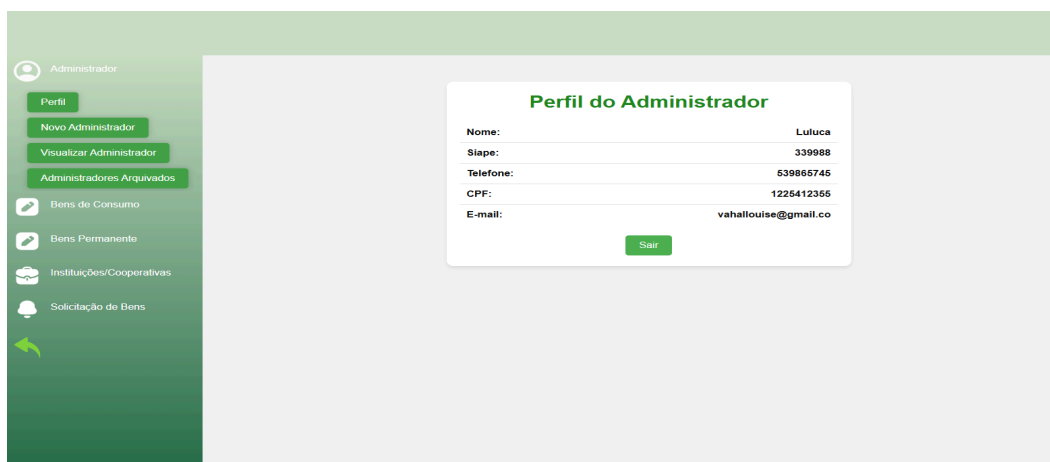 Administrador
Perfil
Novo Administrador
Visualizar Administrador
Administradores Arquivados
Bens de Consumo
Bens Permanente
Instituições/Cooperativas
Solicitação de Bens
Perfil do Administrador
Nome: Luluca
Siape: 339988
Telefone: 539865745
CPF: 1225412355
E-mail: vahallouise@gmail.co
Sair